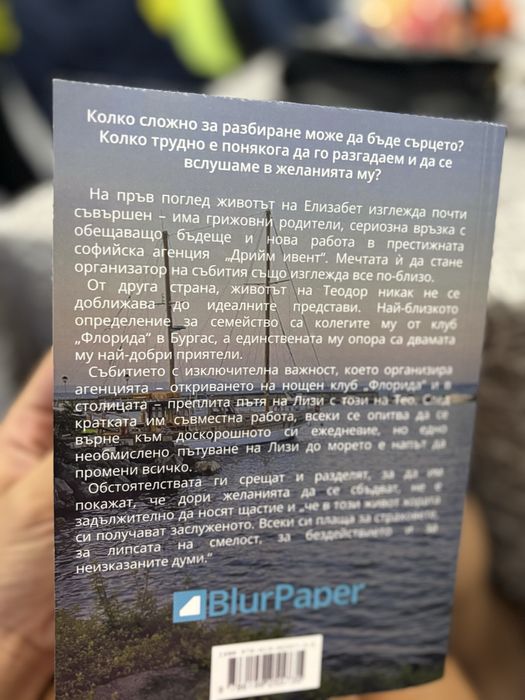 Колко сложно за разбиране може да бъде сърцето?
Колко трудно е понякога да го разгадаем и да се
вслушаме в желанията му?
На пръв поглед животът на Елизабет изглежда почти
съвършен – има грижовни родители, сериозна връзка с
обещаващо бъдеще и нова работа в престижната
софийска агенция „Дрийм ивент“. Мечтата ѝ да стане
организатор на събития също изглежда все по-близо.
От друга страна, животът на Теодор никак не се
доближава до идеалните представи. Най-близкото
определение за семейство са колегите му от клуб
„Флорида“ в Бургас, а единствената му опора са двамата
му най-добри приятели.
Събитието с изключителна важност, което организира
агенцията – откриването на нощен клуб „Флорида“ и в
столицата – преплита пътя на Лизи с този на Тео. След
кратката им съвместна работа, всеки се опитва да се
върне към доскорошното си ежедневие, но едно
необмислено пътуване на Лизи до морето е напът да
промени всичко.
Обстоятелствата ги срещат и разделят, за да им
покажат, че дори желанията да се сбъдват, не е
задължително да носят щастие и „че в този живот хората
си получават заслуженото. Всеки си плаща за страховете,
за липсата на смелост, за бездействието и за
неизказаните думи.“
BlurPaper